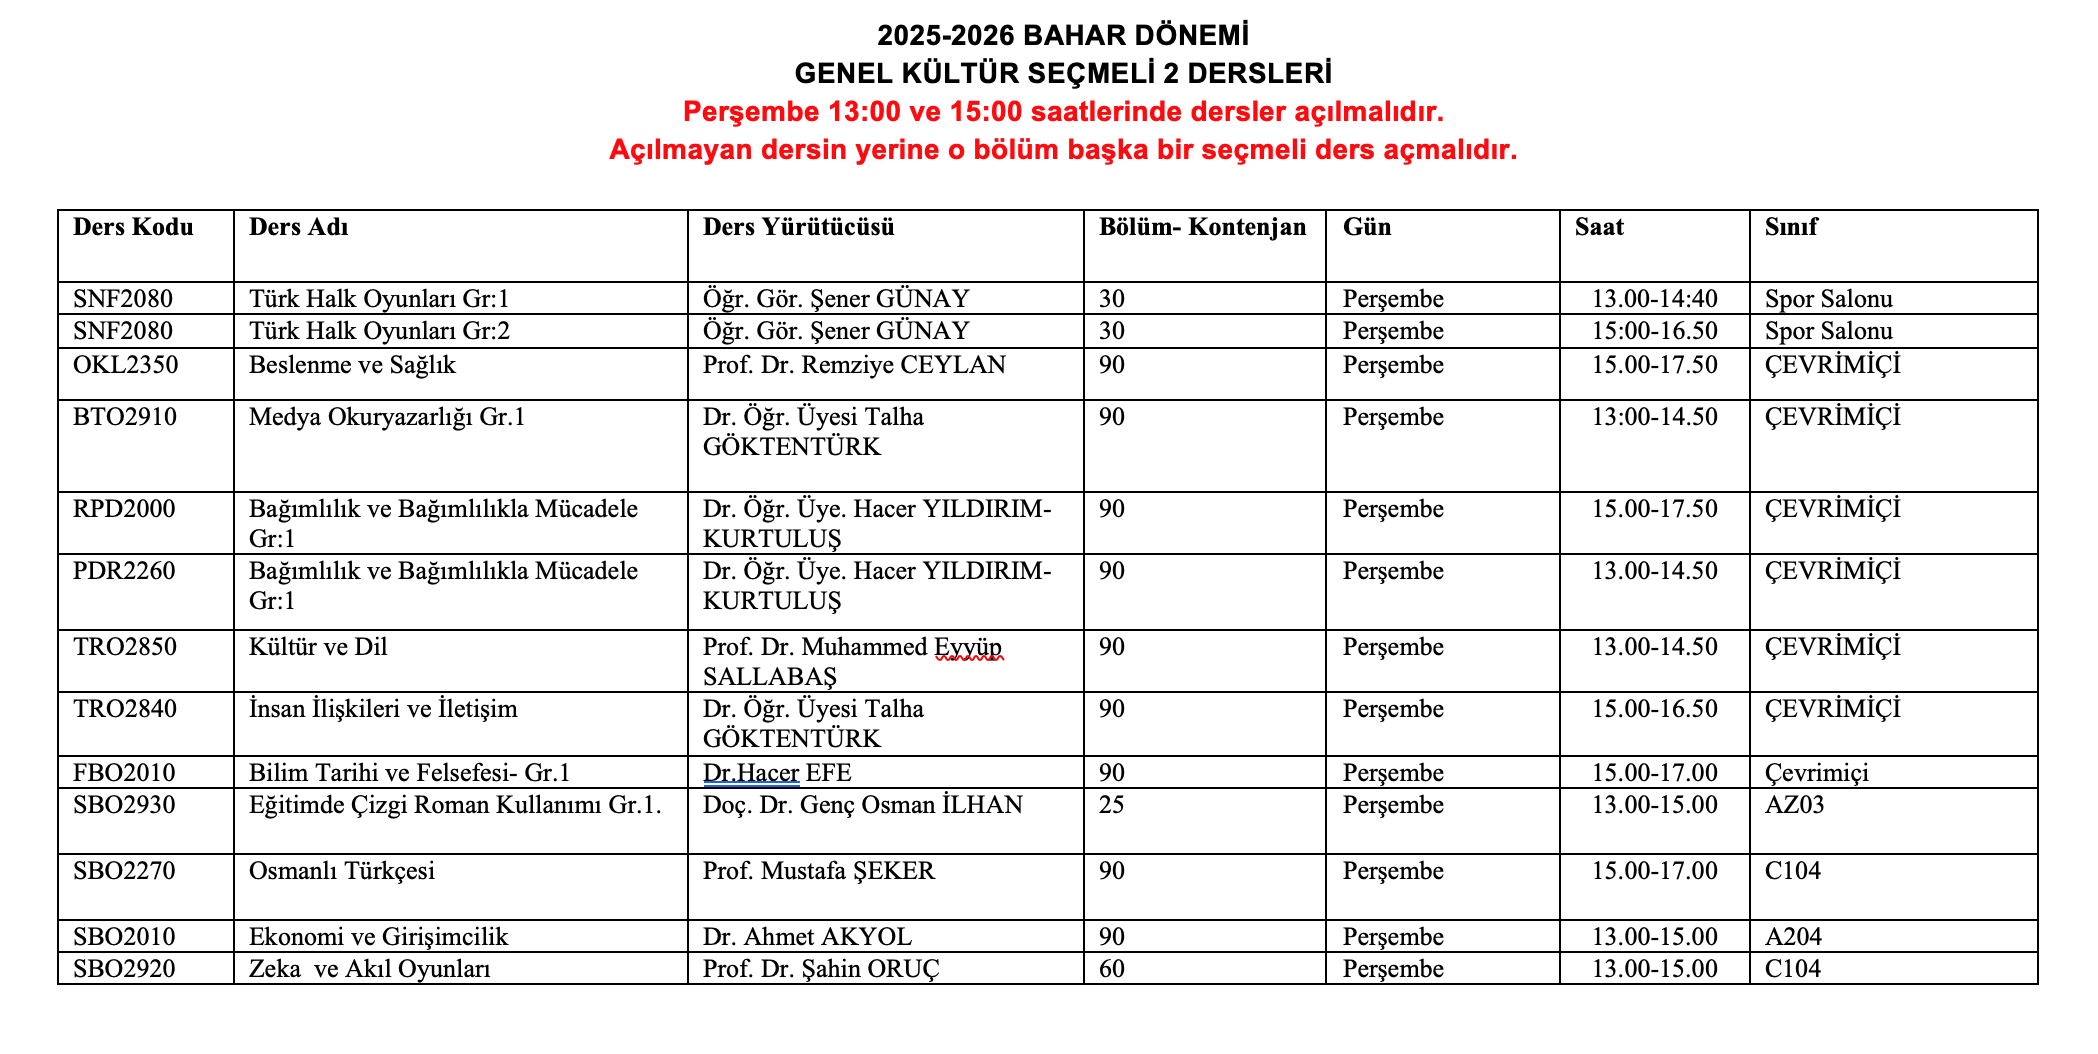 2025-2026 BAHAR DÖNEMİ
GENEL KÜLTÜR SEÇMELİ 2 DERSLERİ
Perşembe 13:00 ve 15:00 saatlerinde dersler açılmalıdır.
Açılmayan dersin yerine o bölüm başka bir seçmeli ders açmalıdır.
Ders Kodu Ders Adı Ders Yürütücüsü Bölüm- Kontenjan Gün Saat Sınıf
SNF2080 Türk Halk Oyunları Gr:1 Öğr. Gör. Şener GÜNAY 30 Perşembe 13.00-14:40 Spor Salonu
SNF2080 Türk Halk Oyunları Gr:2 Öğr. Gör. Şener GÜNAY 30 Perşembe 15:00-16.50 Spor Salonu
OKL2350 Beslenme ve Sağlık Prof. Dr. Remziye CEYLAN 90 Perşembe 15.00-17.50 ÇEVRİMİÇİ
BTO2910 Medya Okuryazarlığı Gr.1 Dr. Öğr. Üyesi Talha 90 Perşembe 13:00-14.50 ÇEVRİMİÇİ
GÖKTENTÜRK
RPD2000 Bağımlılık ve Bağımlılıkla Mücadele Dr. Öğr. Üye. Hacer YILDIRIM- 90 Perşembe 15.00-17.50 ÇEVRİMİÇİ
Gr:1 KURTULUŞ
PDR2260 Bağımlılık ve Bağımlılıkla Mücadele Dr. Öğr. Üye. Hacer YILDIRIM- 90 Perşembe 13.00-14.50 ÇEVRİMİÇİ
Gr:1 KURTULUŞ
TRO2850 Kültür ve Dil Prof. Dr. Muhammed Eyyüp 90 Perşembe 13.00-14.50 ÇEVRİMİÇİ
SALLABAŞ
TRO2840 İnsan İlişkileri ve İletişim Dr. Öğr. Üyesi Talha 90 Perşembe 15.00-16.50 ÇEVRİMİÇİ
GÖKTENTÜRK
FBO2010 Bilim Tarihi ve Felsefesi- Gr.1 Dr.Hacer EFE 90 Perşembe 15.00-17.00 Çevrimiçi
SBO2930 Eğitimde Çizgi Roman Kullanımı Gr.1. Doç. Dr. Genç Osman İLHAN 25 Perşembe 13.00-15.00 AZ03
SBO2270 Osmanlı Türkçesi Prof. Mustafa ŞEKER 90 Perşembe 15.00-17.00 C104
SBO2010 Ekonomi ve Girişimcilik Dr. Ahmet AKYOL 90 Perşembe 13.00-15.00 A204
SBO2920 Zeka  ve Akıl Oyunları Prof. Dr. Şahin ORUÇ 60 Perşembe 13.00-15.00 C104